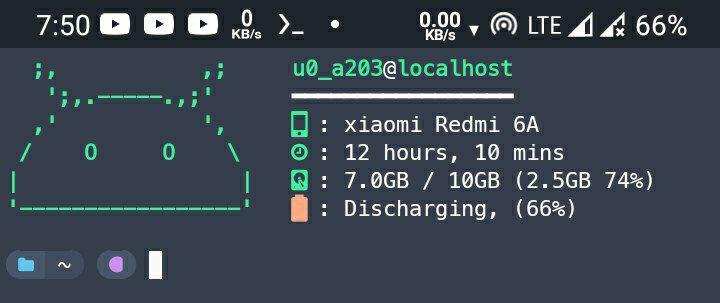 7:50 0 KB/s 0.00 KB/s LTE 66%
u0_a203@localhost
: xiaomi Redmi 6A
: 12 hours, 10 mins
: 7.0GB / 10GB (2.5GB 74%)
: Discharging, (66%)
~